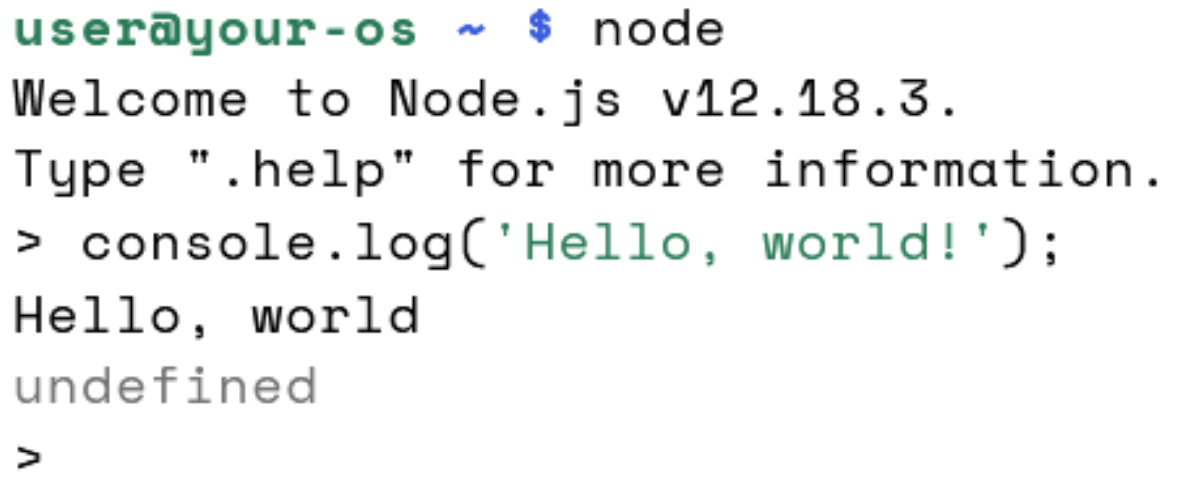 user@your-os ~ $ node
Welcome to Node.js v12.18.3.
Type ".help" for more information.
> console.log('Hello, world!');
Hello, world
undefined
>